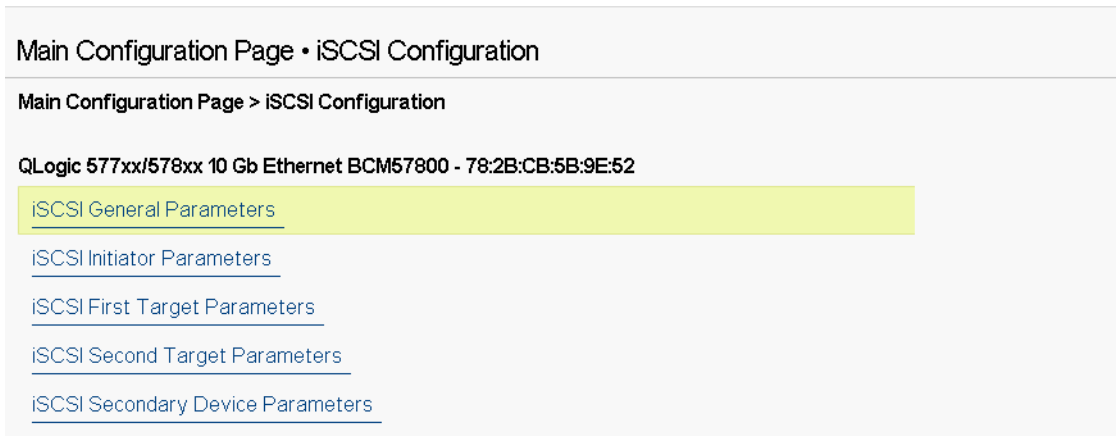 Main Configuration Page • iSCSI Configuration
Main Configuration Page > iSCSI Configuration
QLogic 577xx/578xx 10 Gb Ethernet BCM57800 - 78:2B:CB:5B:9E:52
iSCSI General Parameters
iSCSI Initiator Parameters
iSCSI First Target Parameters
iSCSI Second Target Parameters
iSCSI Secondary Device Parameters